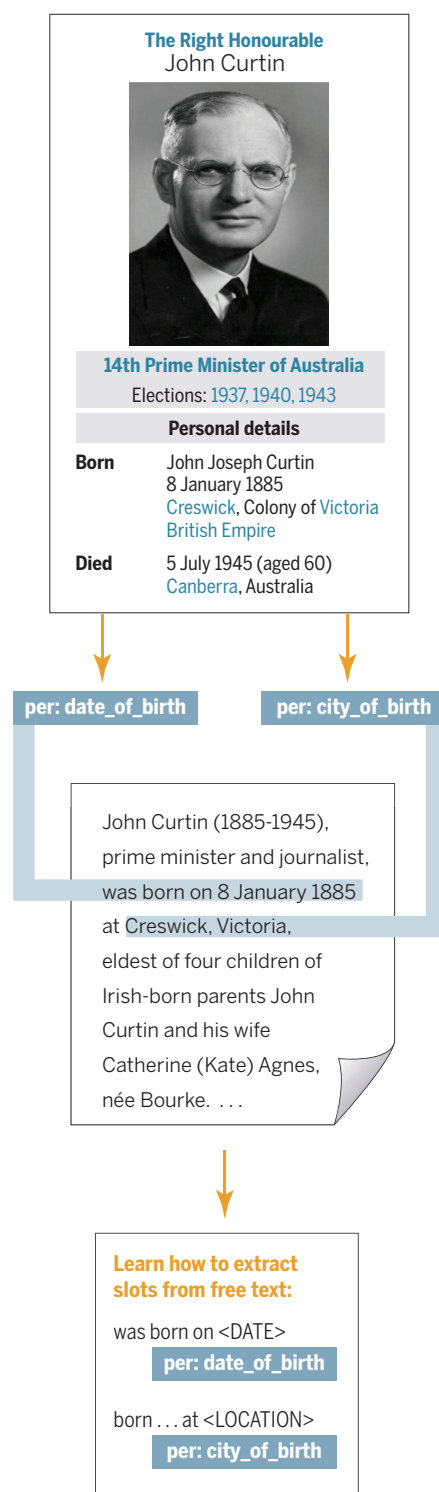 The Right Honourable
John Curtin
14th Prime Minister of Australia
Elections: 1937, 1940, 1943
Personal details
Born John Joseph Curtin
8 January 1885
Creswick, Colony of Victoria
British Empire
Died 5 July 1945 (aged 60)
Canberra, Australia
per: date_of_birth
per: city_of_birth
John Curtin (1885-1945),
prime minister and journalist,
was born on 8 January 1885
at Creswick, Victoria,
eldest of four children of
Irish-born parents John
Curtin and his wife
Catherine (Kate) Agnes,
née Bourke. . . .
Learn how to extract
slots from free text:
was born on <DATE>
per: date_of_birth
born . . . at <LOCATION>
per: city_of_birth